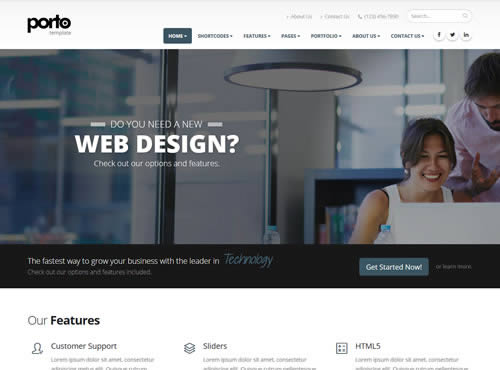 porto
template
About Us
Contact Us
(123) 456-7890
Search...
HOME
SHORTCODES
FEATURES
PAGES
PORTFOLIO
ABOUT US
CONTACT US
DO YOU NEED A NEW
WEB DESIGN?
Check out our options and features.
The fastest way to grow your business with the leader in Technology
Check out our options and features included.
Get Started Now!
or learn more.
Our Features
Customer Support
Lorem ipsum dolor sit amet, consectetur
Sliders
Lorem ipsum dolor sit amet, consectetur
HTML5
Lorem ipsum dolor sit amet, consectetur